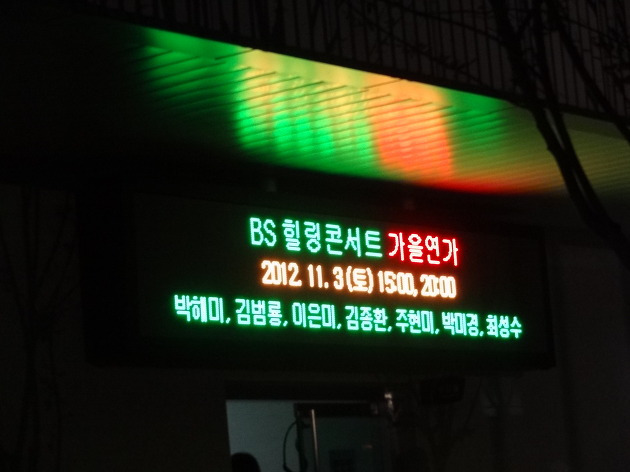 BS 힐링콘서트 가을연가
2012. 11. 3 (토) 15:00, 20:00
박해미, 김범룡, 이은미, 김종환, 주현미, 박미경, 최성수